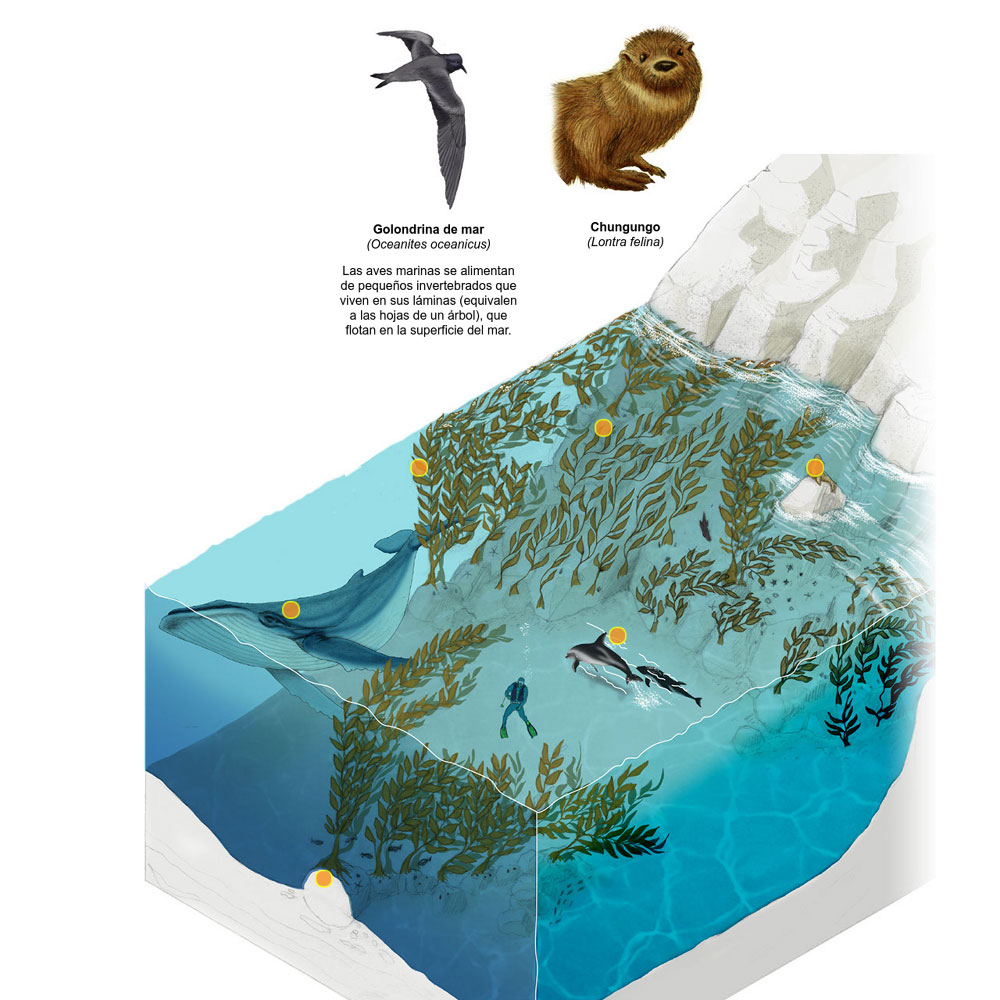 Golondrina de mar
(Oceanites oceanicus)
Las aves marinas se alimentan
de pequeños invertebrados que
viven en sus láminas (equivalen
a las hojas de un árbol), que
flotan en la superficie del mar.
Chungungo
(Lontra felina)